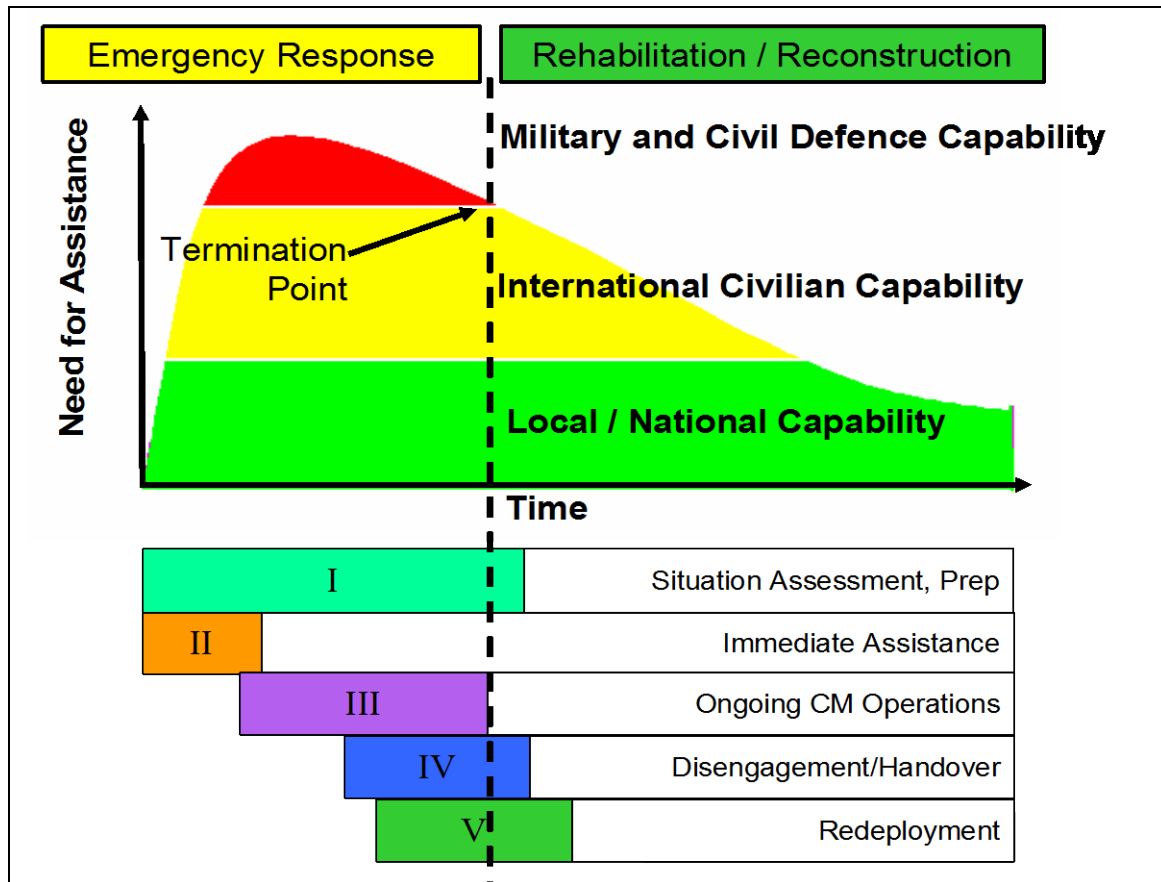 Emergency Response
Rehabilitation / Reconstruction
Need for Assistance
Military and Civil Defence Capability
Termination
Point
International Civilian Capability
Local / National Capability
Time
I
Situation Assessment, Prep
II
Immediate Assistance
III
Ongoing CM Operations
IV
Disengagement/Handover
V
Redeployment